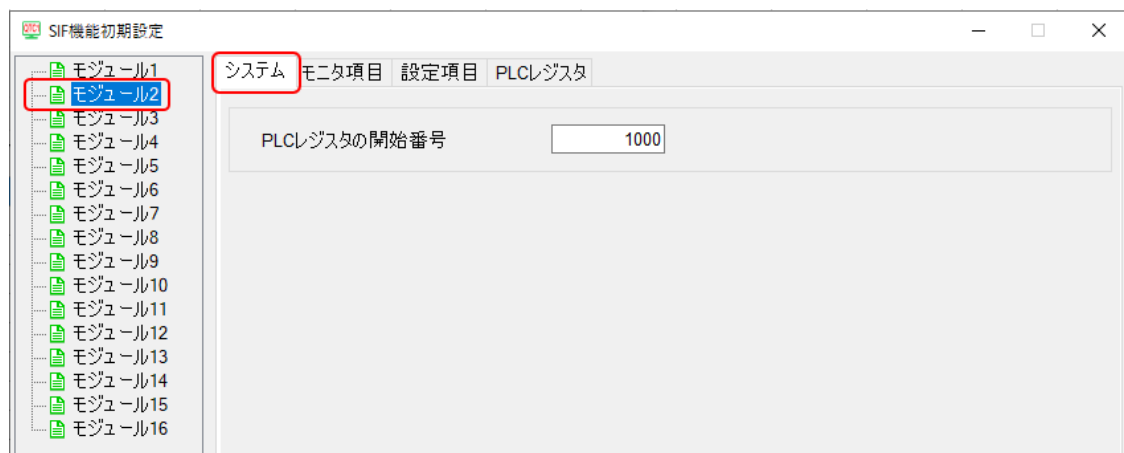 QTC1 SIF機能初期設定
モジュール1
モジュール2
モジュール3
モジュール4
モジュール5
モジュール6
モジュール7
モジュール8
モジュール9
モジュール10
モジュール11
モジュール12
モジュール13
モジュール14
モジュール15
モジュール16
システム モニタ項目 設定項目 PLCレジスタ
PLCレジスタの開始番号 1000